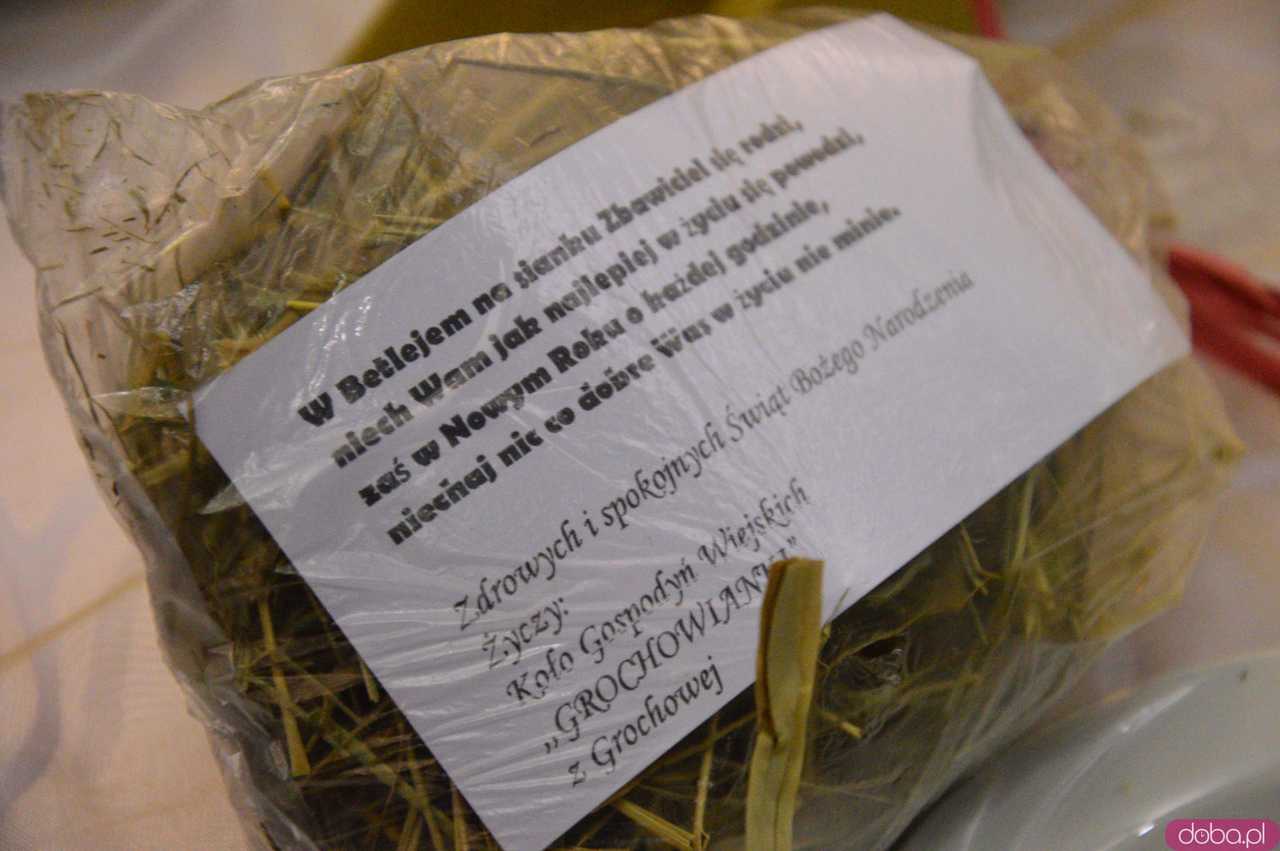 W Betlejem na sianku Zbawiciel się rodzi,
niech Wam jak najlepiej w życiu się powodzi,
zaś w Nowym Roku o każdej godzinie,
niechaj nic co dobre Was w życiu nie minie.
Zdrowych i spokojnych Świąt Bożego Narodzenia
Życzy:
Koło Gospodyń Wiejskich
„GROCHOWIANKI"
z Grochowej
doba.pl